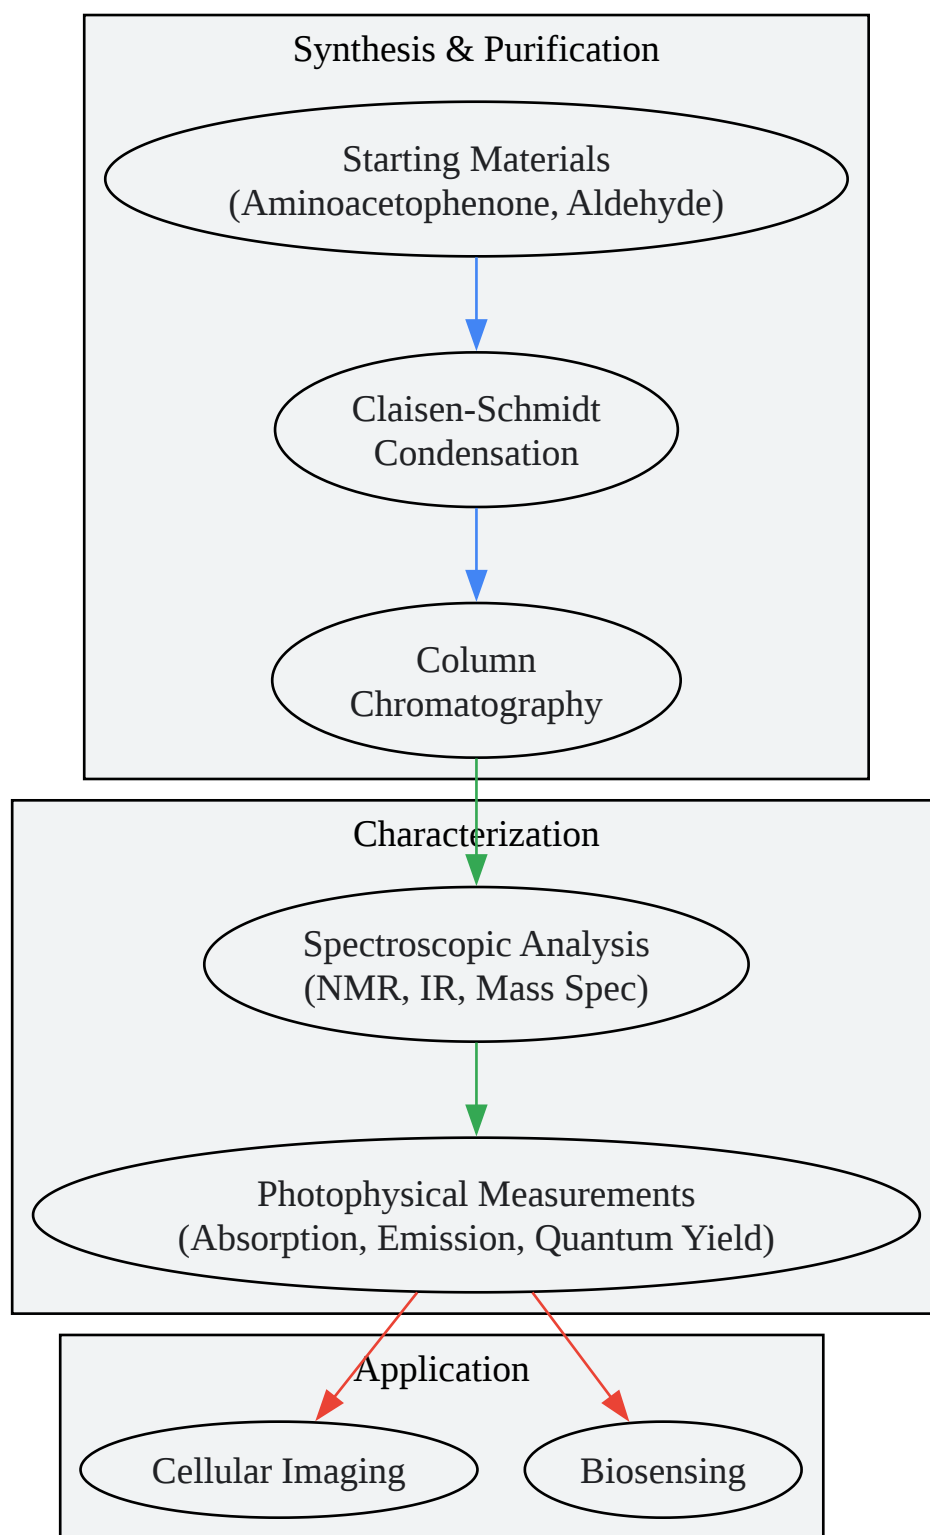 Synthesis & Purification
Starting Materials
(Aminoacetophenone, Aldehyde)
Claisen-Schmidt
Condensation
Column
Chromatography
Characterization
Spectroscopic Analysis
(NMR, IR, Mass Spec)
Photophysical Measurements
(Absorption, Emission, Quantum Yield)
Application
Cellular Imaging
Biosensing